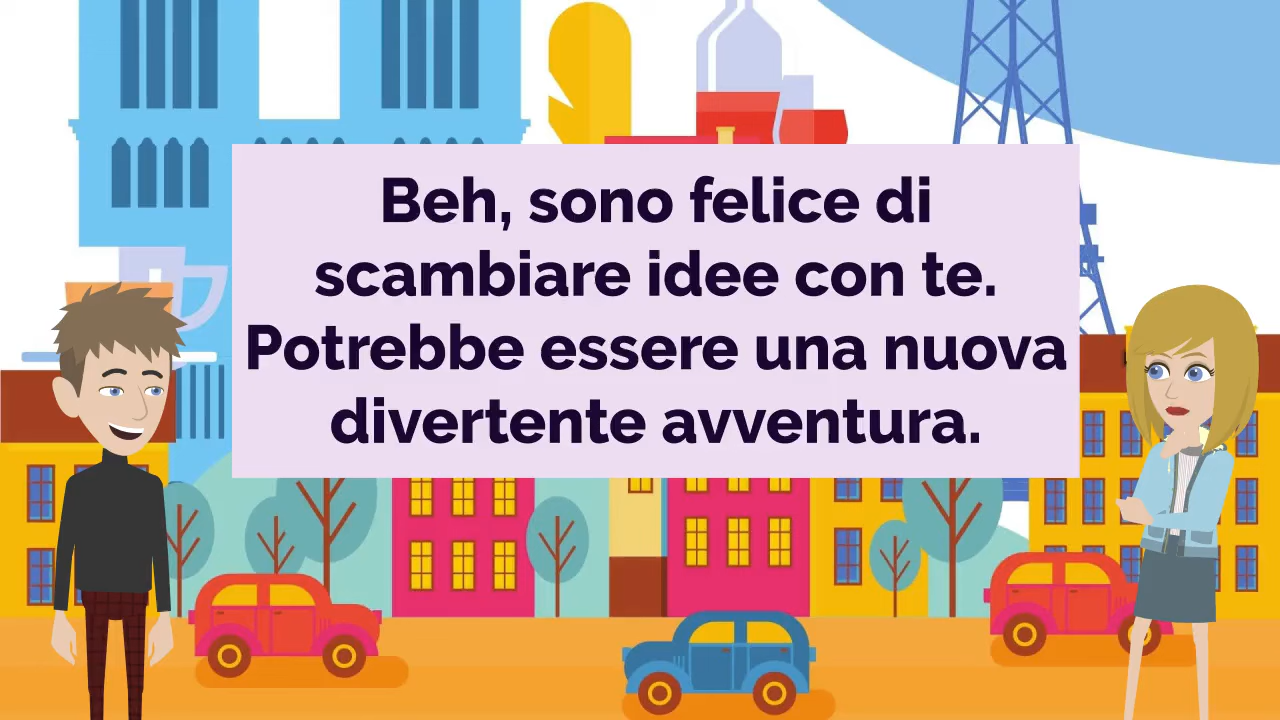 Beh, sono felice di
scambiare idee con te.
Potrebbe essere una nuova
divertente avventura.